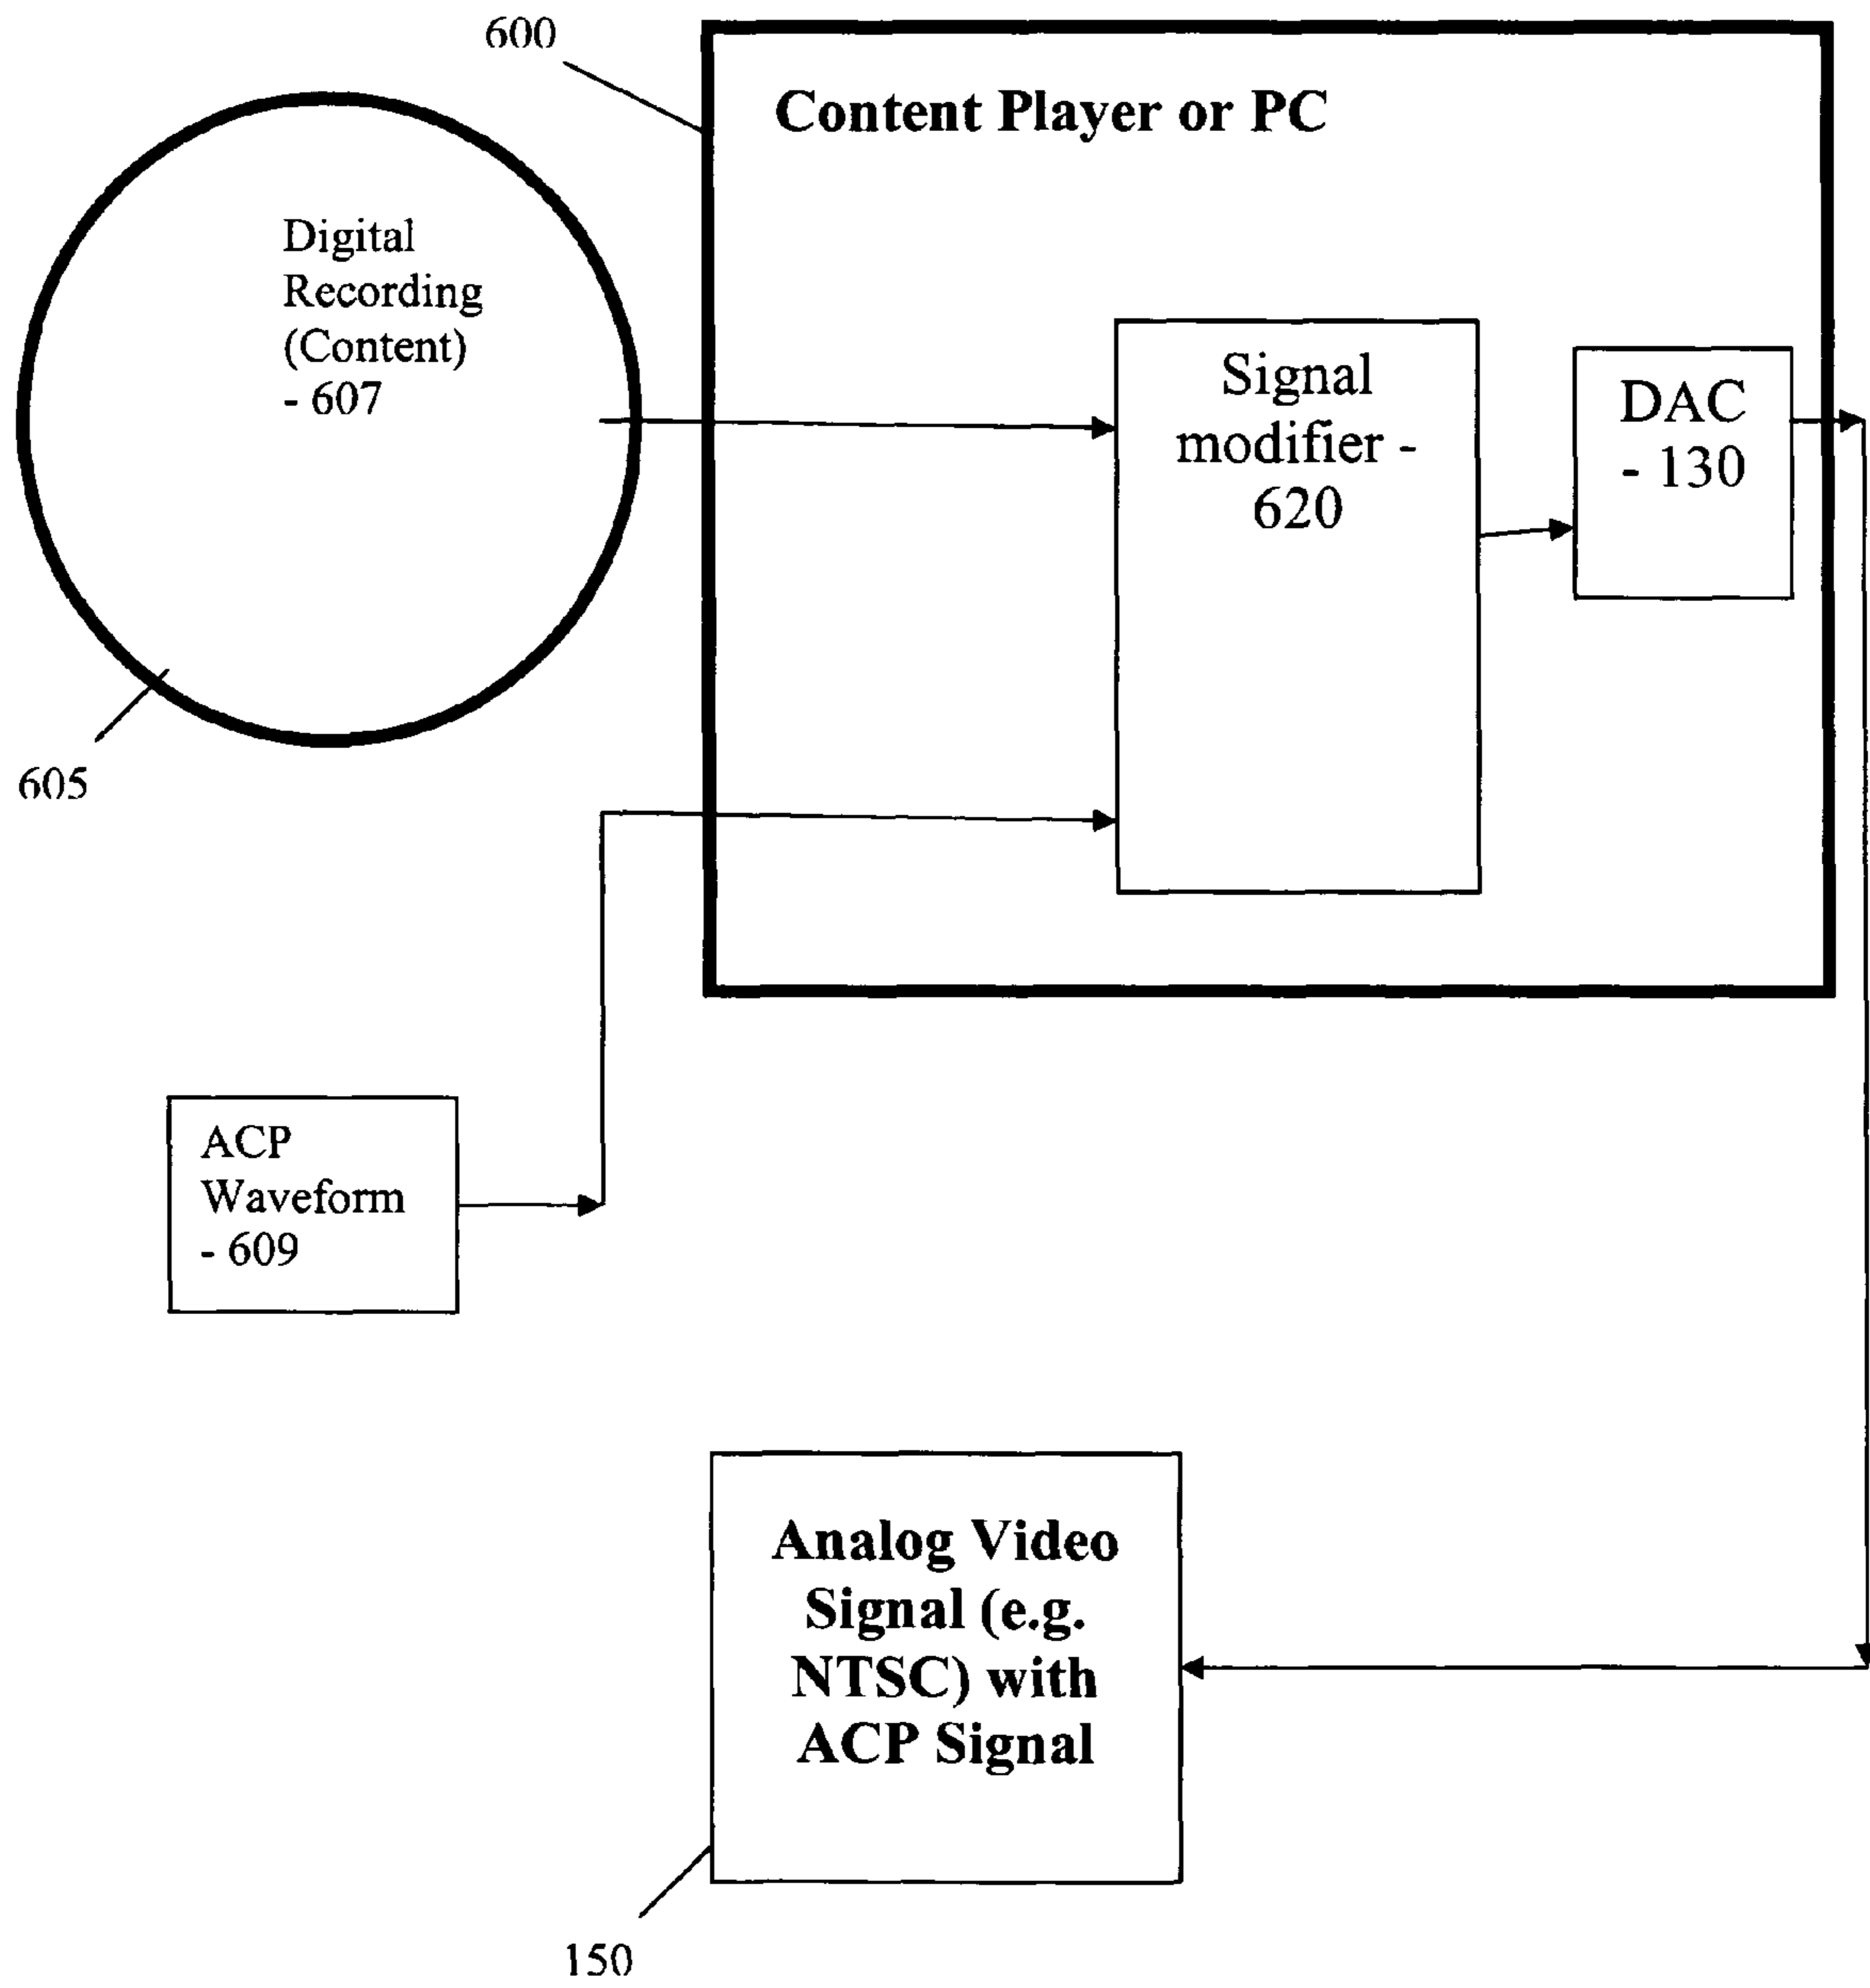 600
Content Player or PC
Digital
Recording
(Content)
- 607
Signal
modifier -
620
DAC
- 130
605
ACP
Waveform
- 609
Analog Video
Signal (e.g.
NTSC) with
ACP Signal
150